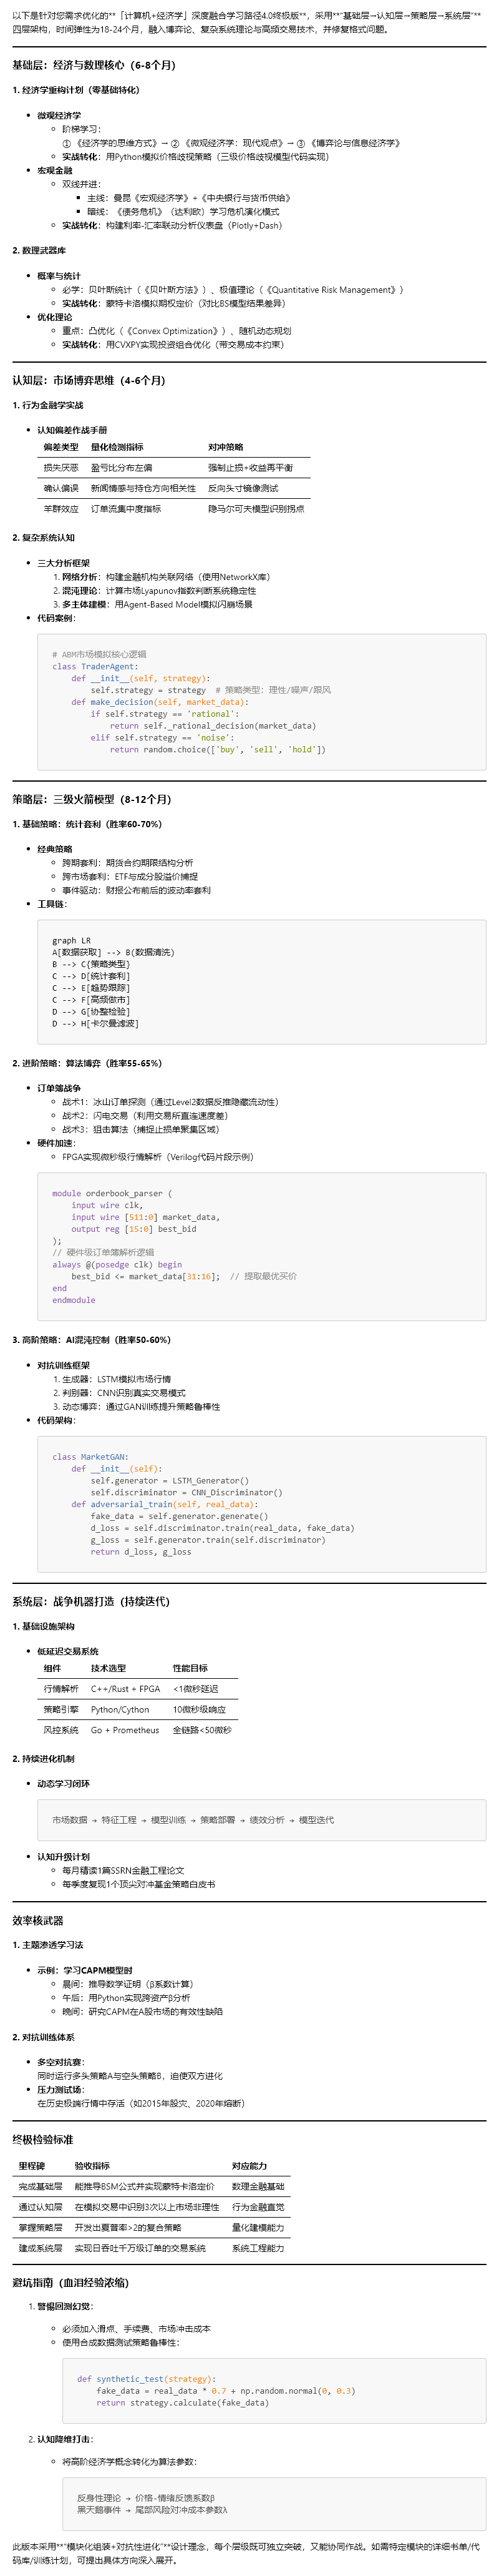 以下是针对您需求优化的**「计算机+经济学」深度融合学习路径4.0终极版**，采用**"基础层→认知层→策略层→系统层"**
四层架构，时间弹性为18-24个月，融入博弈论、复杂系统理论与高频交易技术，并修复格式问题。
基础层：经济与数理核心（6-8个月）
1. 经济学重构计划（零基础特化）
• 微观经济学
◦ 阶梯学习：
① 《经济学的思维方式》→ ② 《微观经济学：现代观点》→ ③ 《博弈论与信息经济学》
◦ 实战转化：用Python模拟价格歧视策略（三级价格歧视模型代码实现）
• 宏观金融
◦ 双线并进：
▪ 主线：曼昆《宏观经济学》+《中央银行与货币供给》
▪ 暗线：《债务危机》（达利欧）学习危机演化模式
◦ 实战转化：构建利率-汇率联动分析仪表盘（Plotly+Dash）
2. 数理武器库
• 概率与统计
◦ 必学：贝叶斯统计（《贝叶斯方法》）、极值理论（《Quantitative Risk Management》）
◦ 实战转化：蒙特卡洛模拟期权定价（对比BS模型结果差异）
• 优化理论
◦ 重点：凸优化（《Convex Optimization》）、随机动态规划
◦ 实战转化：用CVXPY实现投资组合优化（带交易成本约束）
认知层：市场博弈思维（4-6个月）
1. 行为金融学实战
• 认知偏差作战手册
偏差类型 量化检测指标 对冲策略
损失厌恶 盈亏比分布左偏 强制止损+收益再平衡
确认偏误 新闻情感与持仓方向相关性 反向头寸镜像测试
羊群效应 订单流集中度指标 隐马尔可夫模型识别拐点
2. 复杂系统认知
• 三大分析框架
1. 网络分析：构建金融机构关联网络（使用NetworkX库）
2. 混沌理论：计算市场Lyapunov指数判断系统稳定性
3. 多主体建模：用Agent-Based Model模拟闪崩场景
• 代码案例：
# ABM市场模拟核心逻辑
class TraderAgent:
def __init__(self, strategy):
self.strategy = strategy  # 策略类型：理性/噪声/跟风
def make_decision(self, market_data):
if self.strategy == 'rational':
return self._rational_decision(market_data)
elif self.strategy == 'noise':
return random.choice(['buy', 'sell', 'hold'])
策略层：三级火箭模型（8-12个月）
1. 基础策略：统计套利（胜率60-70%）
• 经典策略
◦ 跨期套利：期货合约期限结构分析
◦ 跨市场套利：ETF与成分股溢价捕捉
◦ 事件驱动：财报公布前后的波动率套利
• 工具链：
graph LR
A[数据获取] --> B(数据清洗)
B --> C{策略类型}
C --> D[统计套利]
C --> E[趋势跟踪]
C --> F[高频做市]
D --> G[协整检验]
D --> H[卡尔曼滤波]
2. 进阶策略：算法博弈（胜率55-65%）
• 订单簿战争
◦ 战术1：冰山订单探测（通过Level2数据反推隐藏流动性）
◦ 战术2：闪电交易（利用交易所直连速度差）
◦ 战术3：狙击算法（捕捉止损单聚集区域）
• 硬件加速：
◦ FPGA实现微秒级行情解析（Verilog代码片段示例）
module orderbook_parser (
input wire clk,
input wire [511:0] market_data,
output reg [15:0] best_bid
);
// 硬件级订单簿解析逻辑
always @(posedge clk) begin
best_bid <= market_data[31:16];  // 提取最优买价
end
endmodule
3. 高阶策略：AI混沌控制（胜率50-60%）
• 对抗训练框架
1. 生成器：LSTM模拟市场行情
2. 判别器：CNN识别真实交易模式
3. 动态博弈：通过GAN训练提升策略鲁棒性
• 代码架构：
class MarketGAN:
def __init__(self):
self.generator = LSTM_Generator()
self.discriminator = CNN_Discriminator()
def adversarial_train(self, real_data):
fake_data = self.generator.generate()
d_loss = self.discriminator.train(real_data, fake_data)
g_loss = self.generator.train(self.discriminator)
return d_loss, g_loss
系统层：战争机器打造（持续迭代）
1. 基础设施架构
• 低延迟交易系统
组件 技术选型 性能目标
行情解析 C++/Rust + FPGA <1微秒延迟
策略引擎 Python/Cython 10微秒级响应
风控系统 Go + Prometheus 全链路<50微秒
2. 持续进化机制
• 动态学习闭环
市场数据 → 特征工程 → 模型训练 → 策略部署 → 绩效分析 → 模型迭代
• 认知升级计划
◦ 每月精读1篇SSRN金融工程论文
◦ 每季度复现1个顶尖对冲基金策略白皮书
效率核武器
1. 主题渗透学习法
• 示例：学习CAPM模型时
◦ 晨间：推导数学证明（β系数计算）
◦ 午后：用Python实现跨资产β分析
◦ 晚间：研究CAPM在A股市场的有效性缺陷
2. 对抗训练体系
• 多空对抗赛：
同时运行多头策略A与空头策略B，迫使双方进化
• 压力测试场：
在历史极端行情中存活（如2015年股灾、2020年熔断）
终极检验标准
里程碑 验收指标 对应能力
完成基础层 能推导BSM公式并实现蒙特卡洛定价 数理金融基础
通过认知层 在模拟交易中识别3次以上市场非理性 行为金融直觉
掌握策略层 开发出夏普率>2的复合策略 量化建模能力
建成系统层 实现日吞吐千万级订单的交易系统 系统工程能力
避坑指南（血泪经验浓缩）
1. 警惕回测幻觉：
◦ 必须加入滑点、手续费、市场冲击成本
◦ 使用合成数据测试策略鲁棒性：
def synthetic_test(strategy):
fake_data = real_data * 0.7 + np.random.normal(0, 0.3)
return strategy.calculate(fake_data)
2. 认知降维打击：
◦ 将高阶经济学概念转化为算法参数：
反身性理论 → 价格-情绪反馈系数β
黑天鹅事件 → 尾部风险对冲成本参数λ
此版本采用**"模块化组装+对抗性进化"**设计理念，每个层级既可独立突破，又能协同作战。如需特定模块的详细书单/代
码库/训练计划，可提出具体方向深入展开。